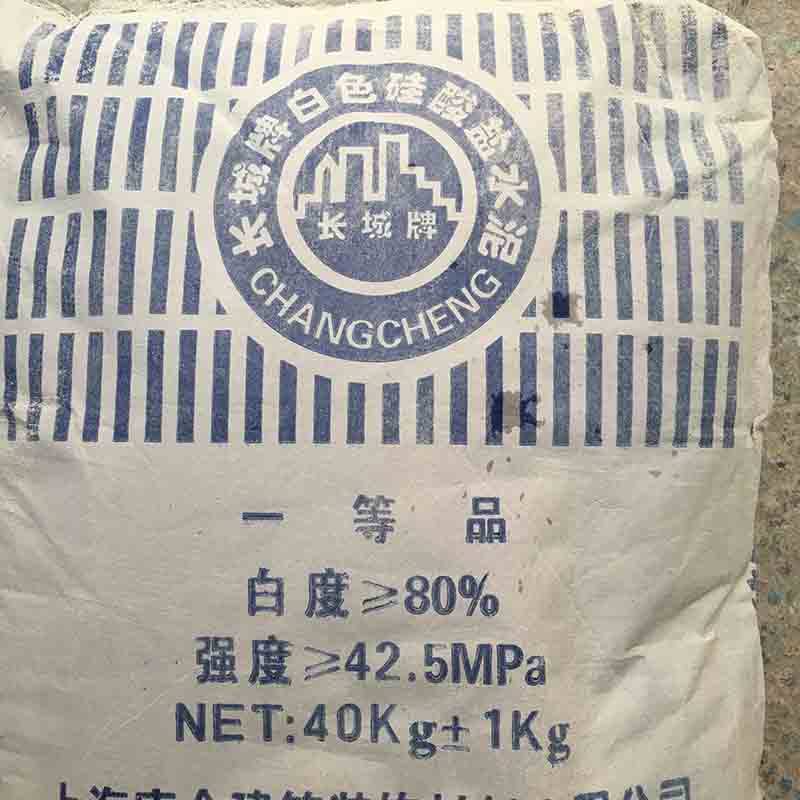 长城牌白色硅酸盐水泥
长城牌
CHANGCHENG
一等品
白度≥80%
强度≥42.5MPa
NET:40Kg±1Kg